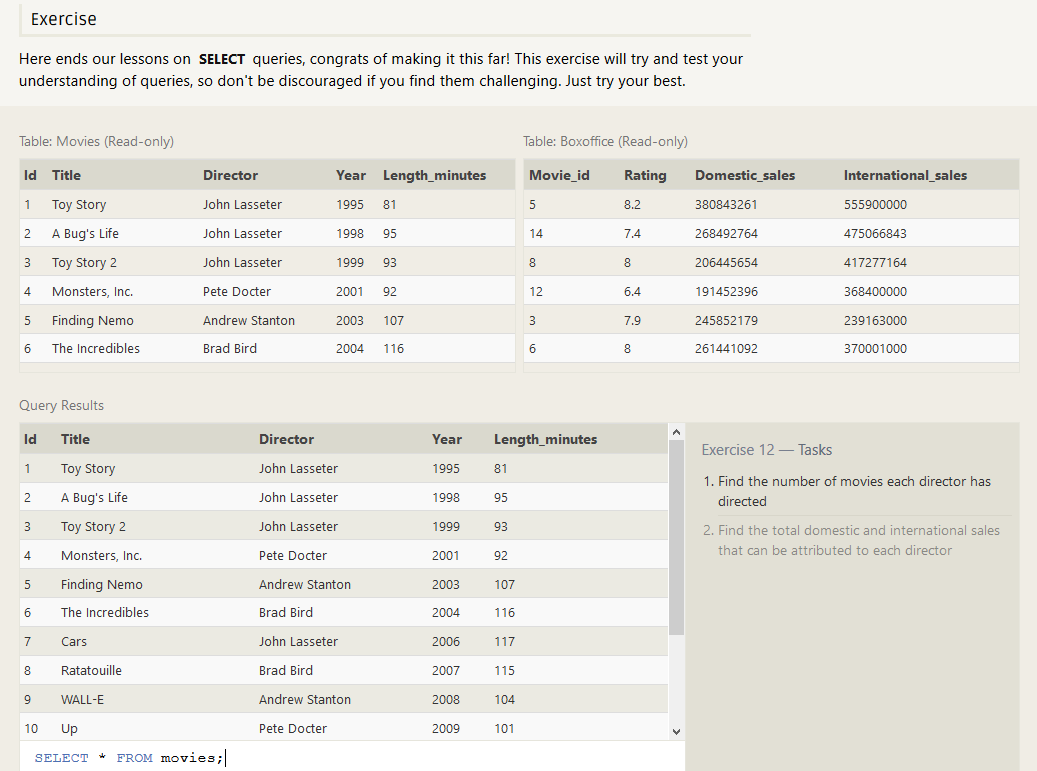 Exercise
Here ends our lessons on SELECT queries, congrats of making it this far! This exercise will try and test your
understanding of queries, so don't be discouraged if you find them challenging. Just try your best.
Table: Movies (Read-only)
Id Title Director Year Length_minutes
1 Toy Story John Lasseter 1995 81
2 A Bug's Life John Lasseter 1998 95
3 Toy Story 2 John Lasseter 1999 93
4 Monsters, Inc. Pete Docter 2001 92
5 Finding Nemo Andrew Stanton 2003 107
6 The Incredibles Brad Bird 2004 116
Table: Boxoffice (Read-only)
Movie_id Rating Domestic_sales International_sales
5 8.2 380843261 555900000
14 7.4 268492764 475066843
8 8 206445654 417277164
12 6.4 191452396 368400000
3 7.9 245852179 239163000
6 8 261441092 370001000
Query Results
Id Title Director Year Length_minutes
1 Toy Story John Lasseter 1995 81
2 A Bug's Life John Lasseter 1998 95
3 Toy Story 2 John Lasseter 1999 93
4 Monsters, Inc. Pete Docter 2001 92
5 Finding Nemo Andrew Stanton 2003 107
6 The Incredibles Brad Bird 2004 116
7 Cars John Lasseter 2006 117
8 Ratatouille Brad Bird 2007 115
9 WALL-E Andrew Stanton 2008 104
10 Up Pete Docter 2009 101
SELECT * FROM movies;
Exercise 12 — Tasks
1. Find the number of movies each director has
directed
2. Find the total domestic and international sales
that can be attributed to each director